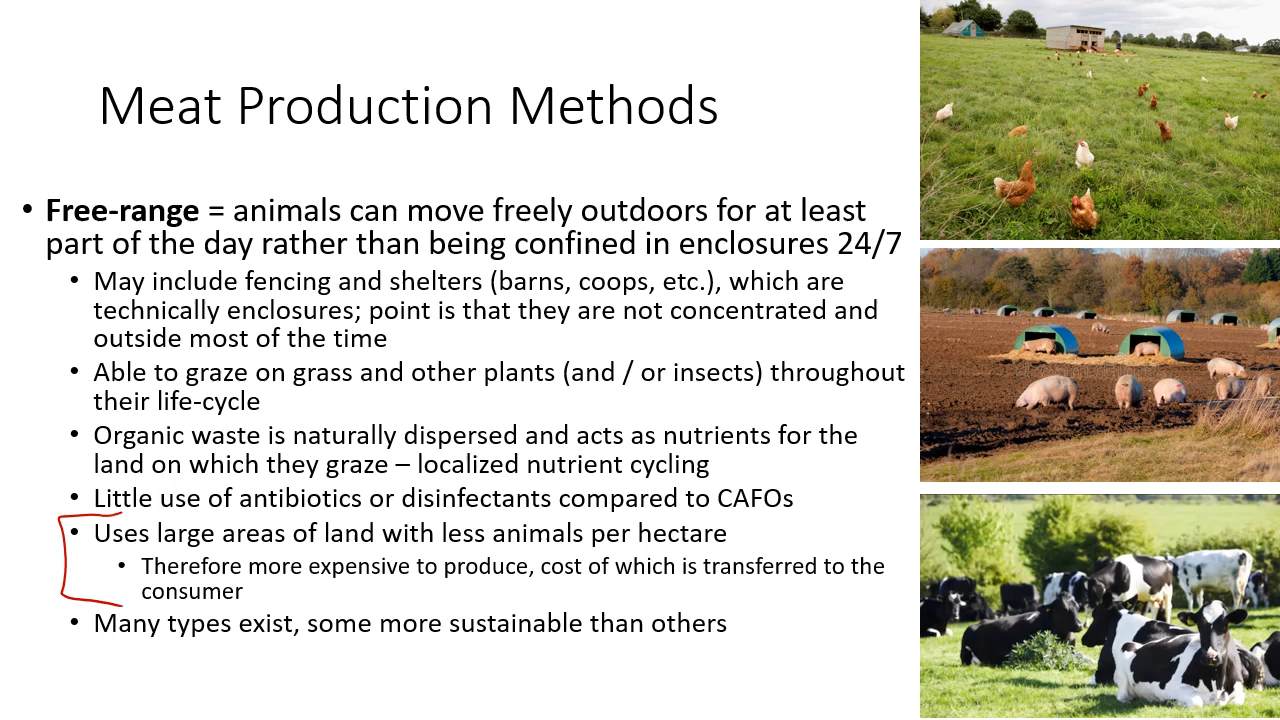 Meat Production Methods
• Free-range = animals can move freely outdoors for at least
part of the day rather than being confined in enclosures 24/7
• May include fencing and shelters (barns, coops, etc.), which are
technically enclosures; point is that they are not concentrated and
outside most of the time
• Able to graze on grass and other plants (and / or insects) throughout
their life-cycle
• Organic waste is naturally dispersed and acts as nutrients for the
land on which they graze – localized nutrient cycling
• Little use of antibiotics or disinfectants compared to CAFOs
• Uses large areas of land with less animals per hectare
• Therefore more expensive to produce, cost of which is transferred to the
consumer
• Many types exist, some more sustainable than others